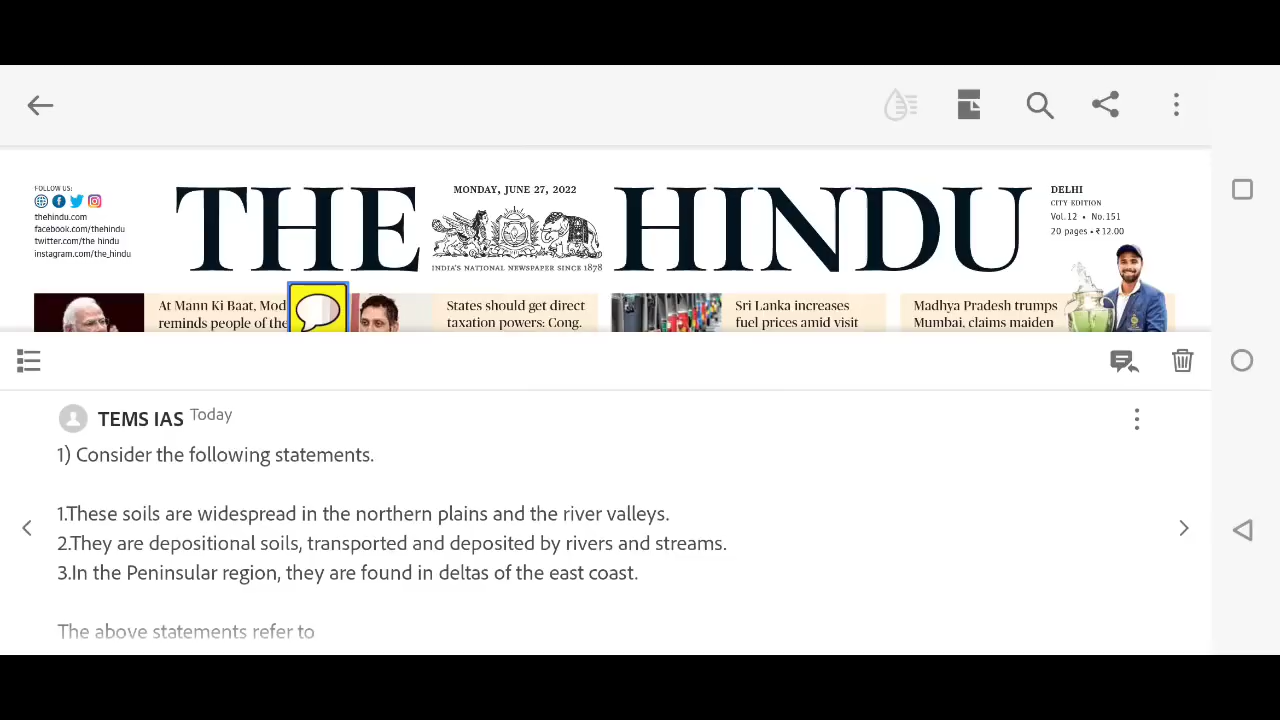 FOLLOW US:
thehindu.com
facebook.com/thehindu
twitter.com/the hindu
instagram.com/the_hindu
THE HINDU
MONDAY, JUNE 27, 2022
INDIA'S NATIONAL NEWSPAPER SINCE 1878
DELHI
CITY EDITION
Vol. 12 • No. 151
20 pages • ₹12.00
At Mann Ki Baat, Mod
reminds people of the
States should get direct
taxation powers: Cong.
Sri Lanka increases
fuel prices amid visit
Madhya Pradesh trumps
Mumbai, claims maiden
TEMS IAS Today
1) Consider the following statements.
1.These soils are widespread in the northern plains and the river valleys.
2.They are depositional soils, transported and deposited by rivers and streams.
3.In the Peninsular region, they are found in deltas of the east coast.
The above statements refer to